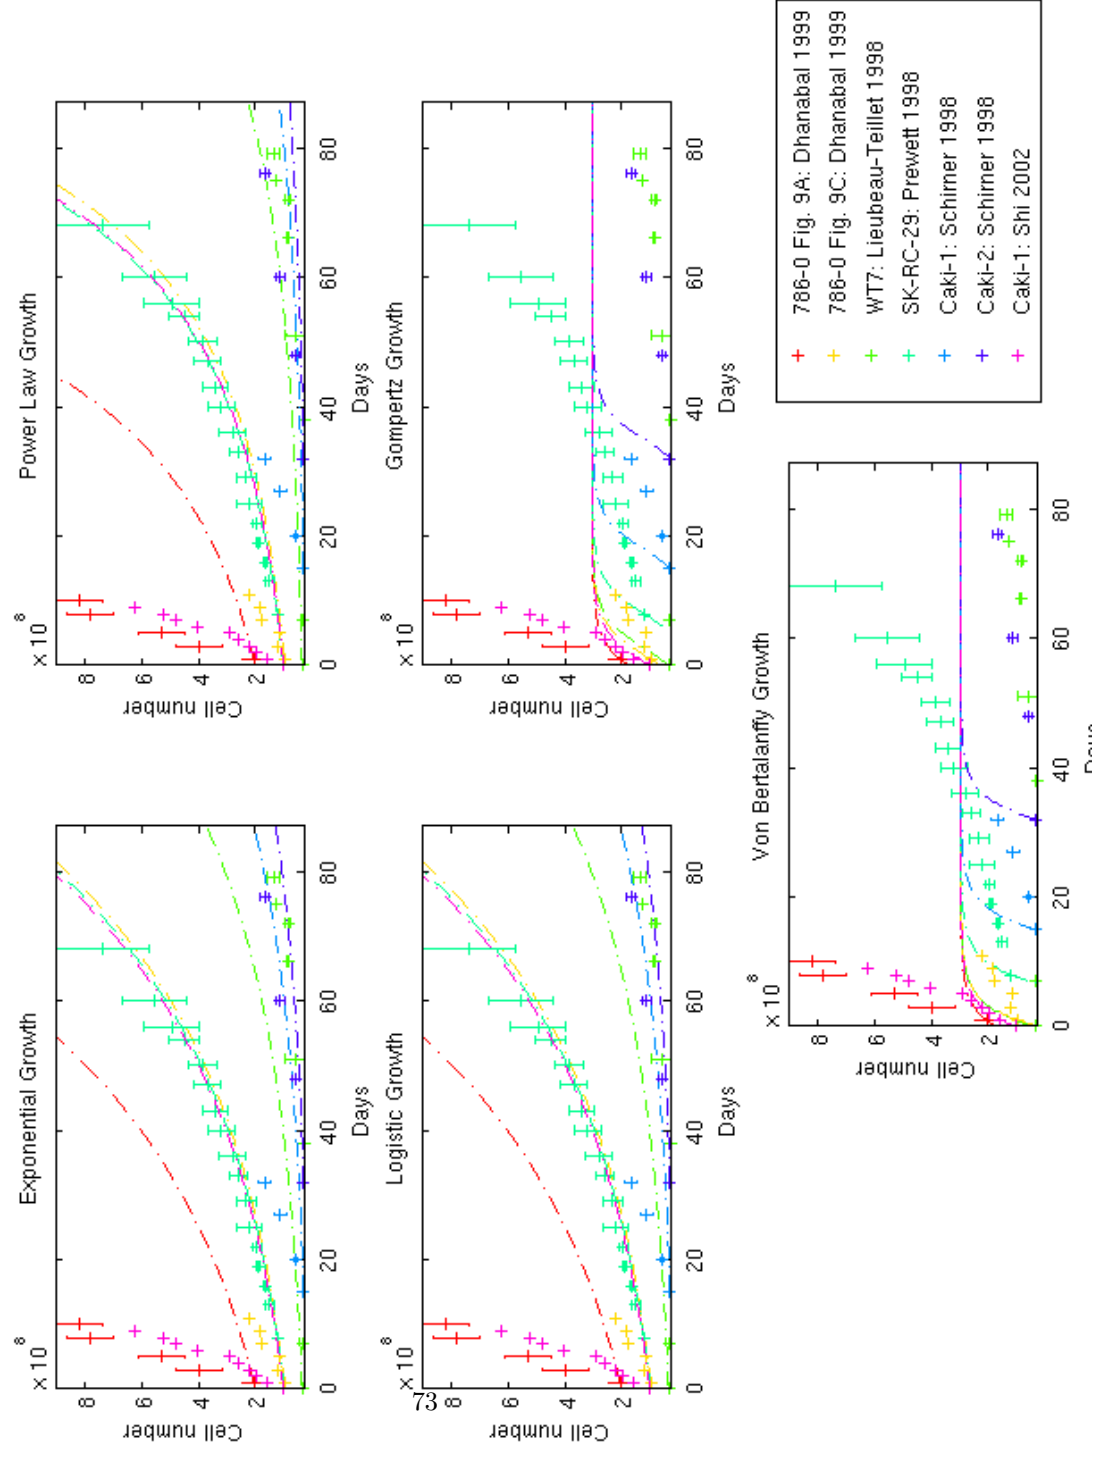 Exponential Growth
× 10 8
Cell number
8
6
4
2
0 20 40 60 80
Days
Power Law Growth
× 10 8
Cell number
8
6
4
2
0 20 40 60 80
Days
Logistic Growth
× 10 8
Cell number
8
6
4
2
0 20 40 60 80
Days
Gompertz Growth
× 10 8
Cell number
8
6
4
2
0 20 40 60 80
Days
Von Bertalanffy Growth
× 10 8
Cell number
8
6
4
2
0 20 40 60 80
Days
786-0 Fig. 9A: Dhanabal 1999
786-0 Fig. 9C: Dhanabal 1999
WT7: Lieubeau-Teillet 1998
SK-RC-29: Prewett 1998
Caki-1: Schirner 1998
Caki-2: Schirner 1998
Caki-1: Shi 2002
73